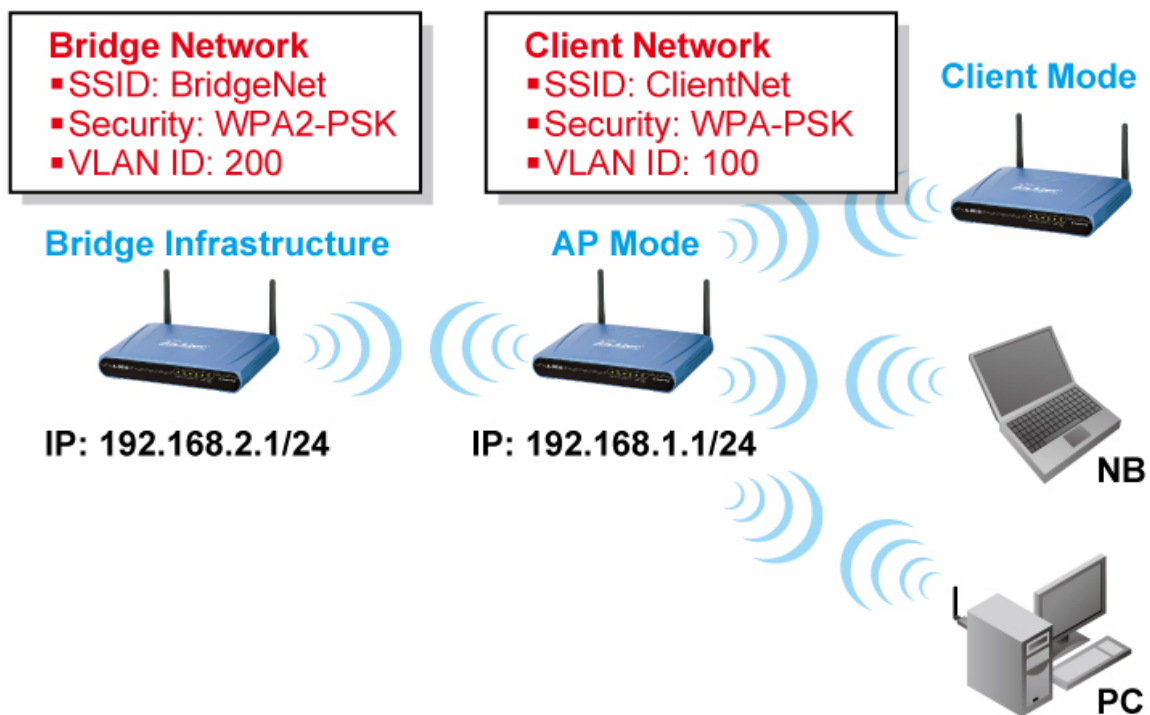 Bridge Network
▪SSID: BridgeNet
▪Security: WPA2-PSK
▪VLAN ID: 200
Client Network
▪SSID: ClientNet
▪Security: WPA-PSK
▪VLAN ID: 100
Client Mode
Bridge Infrastructure
AP Mode
IP: 192.168.2.1/24
IP: 192.168.1.1/24
NB
PC